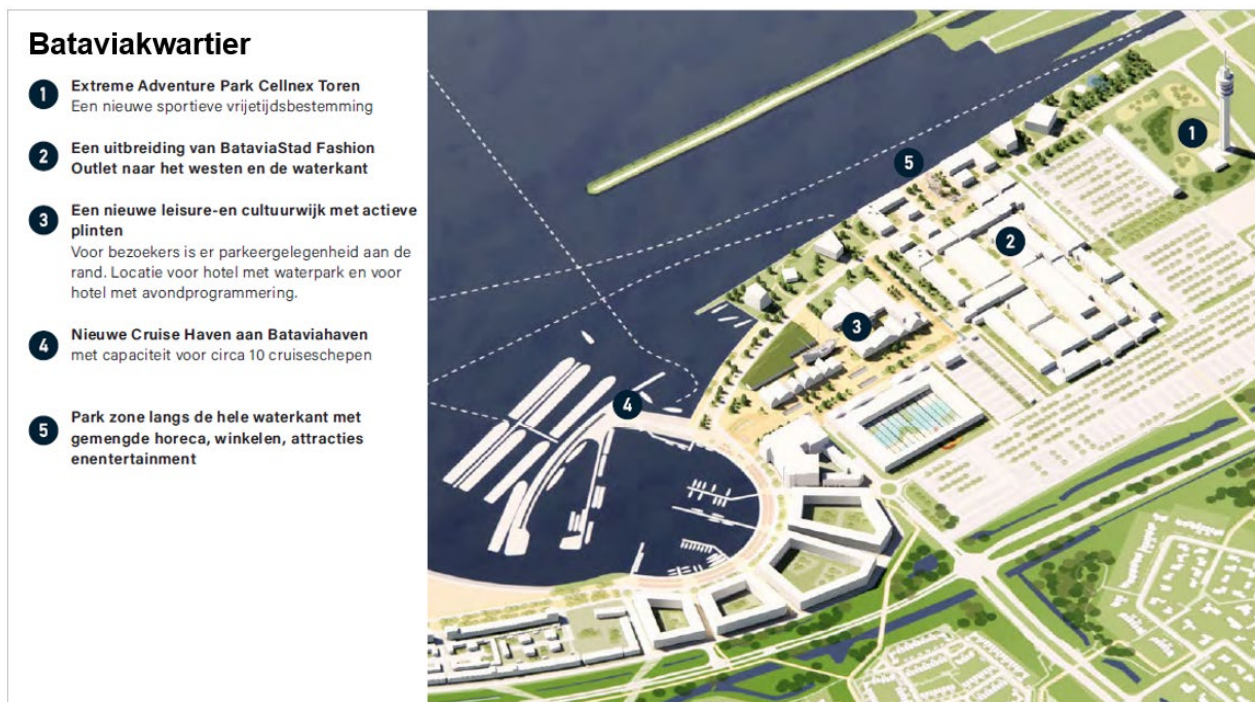 Bataviakwartier
1 Extreme Adventure Park Cellnex Toren
Een nieuwe sportieve vrijetijdsbestemming
2 Een uitbreiding van BataviaStad Fashion
Outlet naar het westen en de waterkant
3 Een nieuwe leisure-en cultuurwijk met actieve
plinten
Voor bezoekers is er parkeergelegenheid aan de
rand. Locatie voor hotel met waterpark en voor
hotel met avondprogrammering.
4 Nieuwe Cruise Haven aan Bataviahaven
met capaciteit voor circa 10 cruiseschepen
5 Park zone langs de hele waterkant met
gemengde horeca, winkelen, attracties
enentertainment
1
5
2
3
4